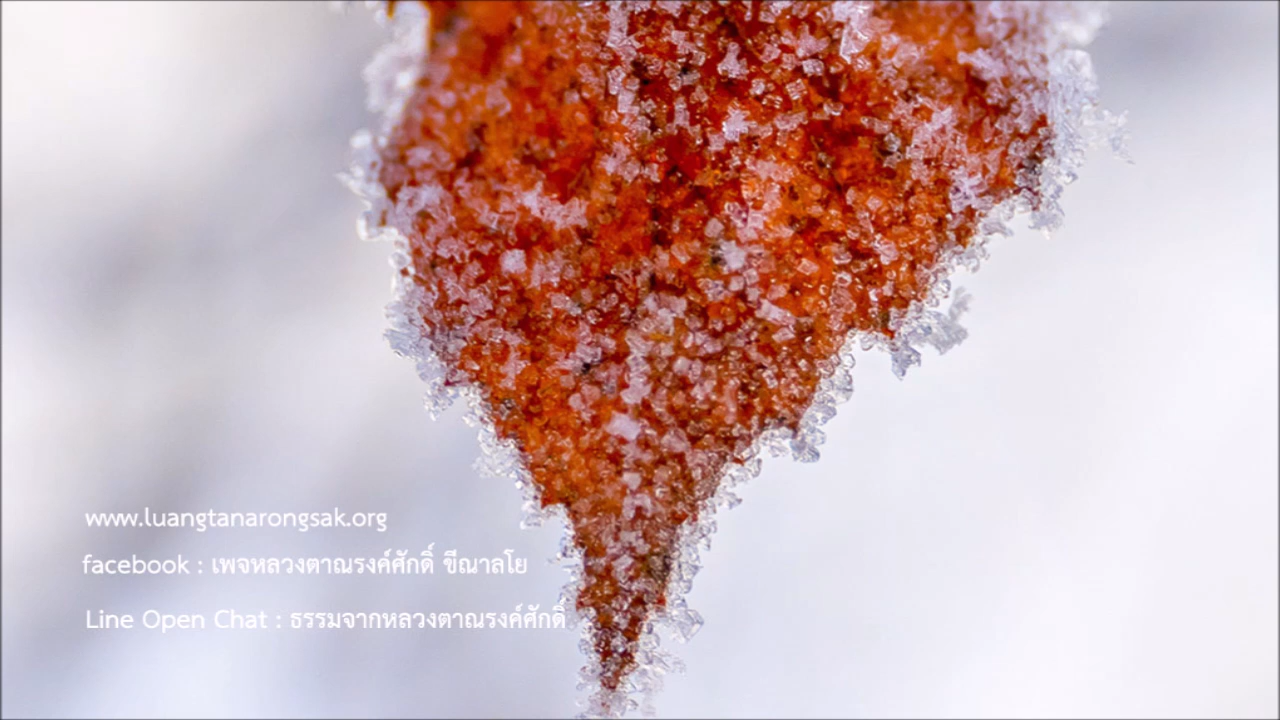 www.luangtanarongsak.org
facebook : เพจหลวงตาณรงค์ศักดิ์ ขีณาลโย
Line Open Chat : ธรรมจากหลวงตาณรงค์ศักดิ์